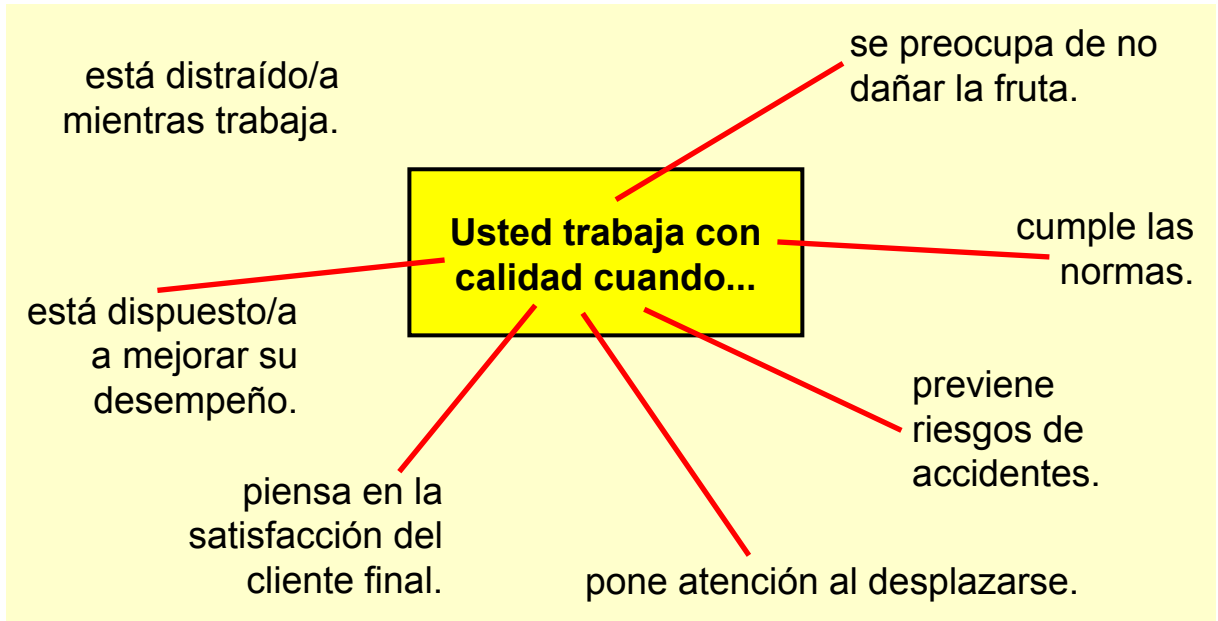 está distraído/a
mientras trabaja.
se preocupa de no
dañar la fruta.
Usted trabaja con
calidad cuando...
cumple las
normas.
está dispuesto/a
a mejorar su
desempeño.
previene
riesgos de
accidentes.
piensa en la
satisfacción del
cliente final.
pone atención al desplazarse.